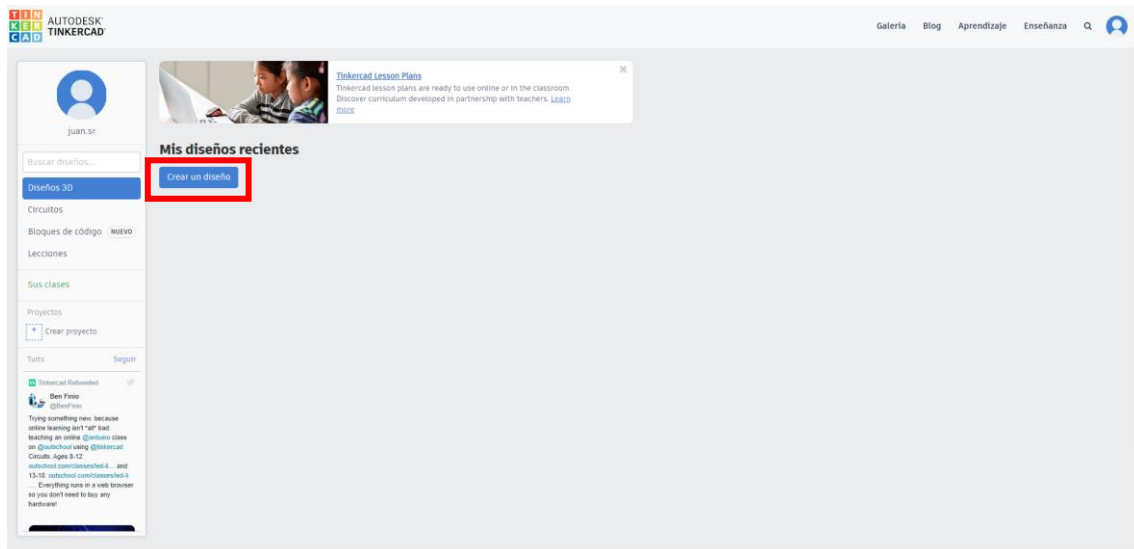 TIN
KER
CAD
AUTODESK®
TINKERCAD®
Galería Blog Aprendizaje Enseñanza
juan.sr
Buscar diseños...
Diseños 3D
Circuitos
Bloques de código NUEVO
Lecciones
Sus clases
Proyectos
+ Crear proyecto
Tuits Seguir
Tinkercad Retweeted
Ben Finio
@BenFinio
Trying something new, because
online learning isn't *all* bad:
teaching an online @arduino class
on @outschool using @tinkercad
Circuits. Ages 8-12:
outschool.com/classes/led-li... and
13-18: outschool.com/classes/led-li
... Everything runs in a web browser
so you don't need to buy any
hardware!
Tinkercad Lesson Plans
Tinkercad lesson plans are ready to use online or in the classroom.
Discover curriculum developed in partnership with teachers. Learn
more
Mis diseños recientes
Crear un diseño